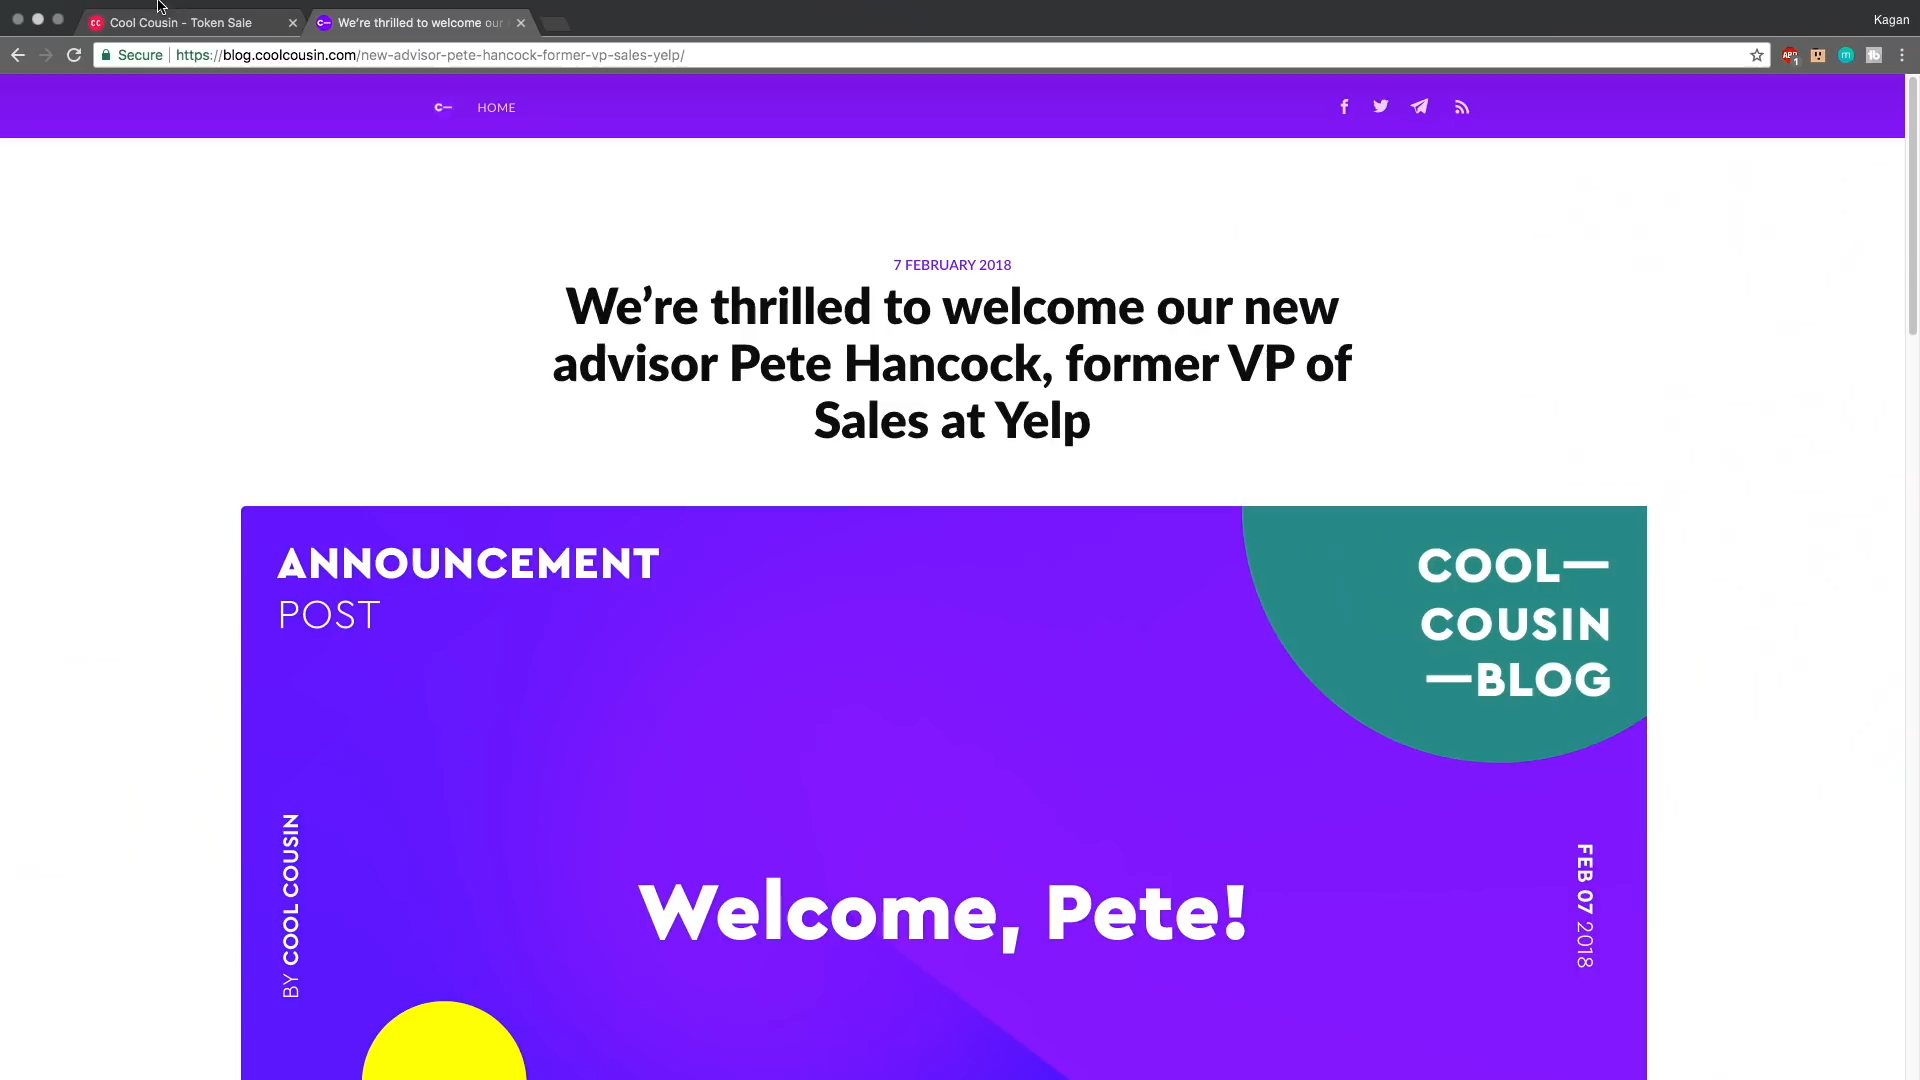 Cool Cousin - Token Sale
We're thrilled to welcome our
Kagan
Secure
https://blog.coolcousin.com/new-advisor-pete-hancock-former-vp-sales-yelp/
ABP
1
m
tb
C—
HOME
7 FEBRUARY 2018
We’re thrilled to welcome our new
advisor Pete Hancock, former VP of
Sales at Yelp
ANNOUNCEMENT
POST
COOL—
COUSIN
—BLOG
BY COOL COUSIN
Welcome, Pete!
FEB 07 2018